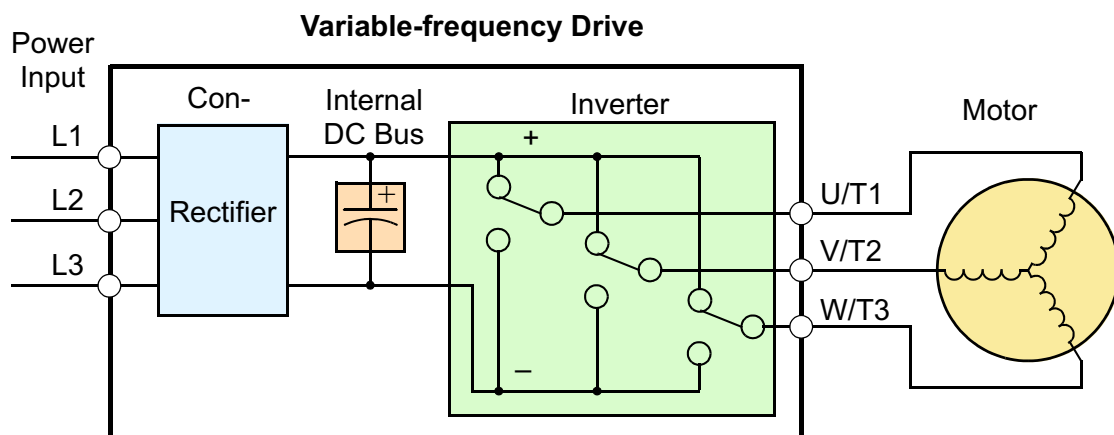 Variable-frequency Drive
Power
Input
Con-
Internal
DC Bus
Inverter
Motor
L1
L2
L3
Rectifier
+
+
–
U/T1
V/T2
W/T3